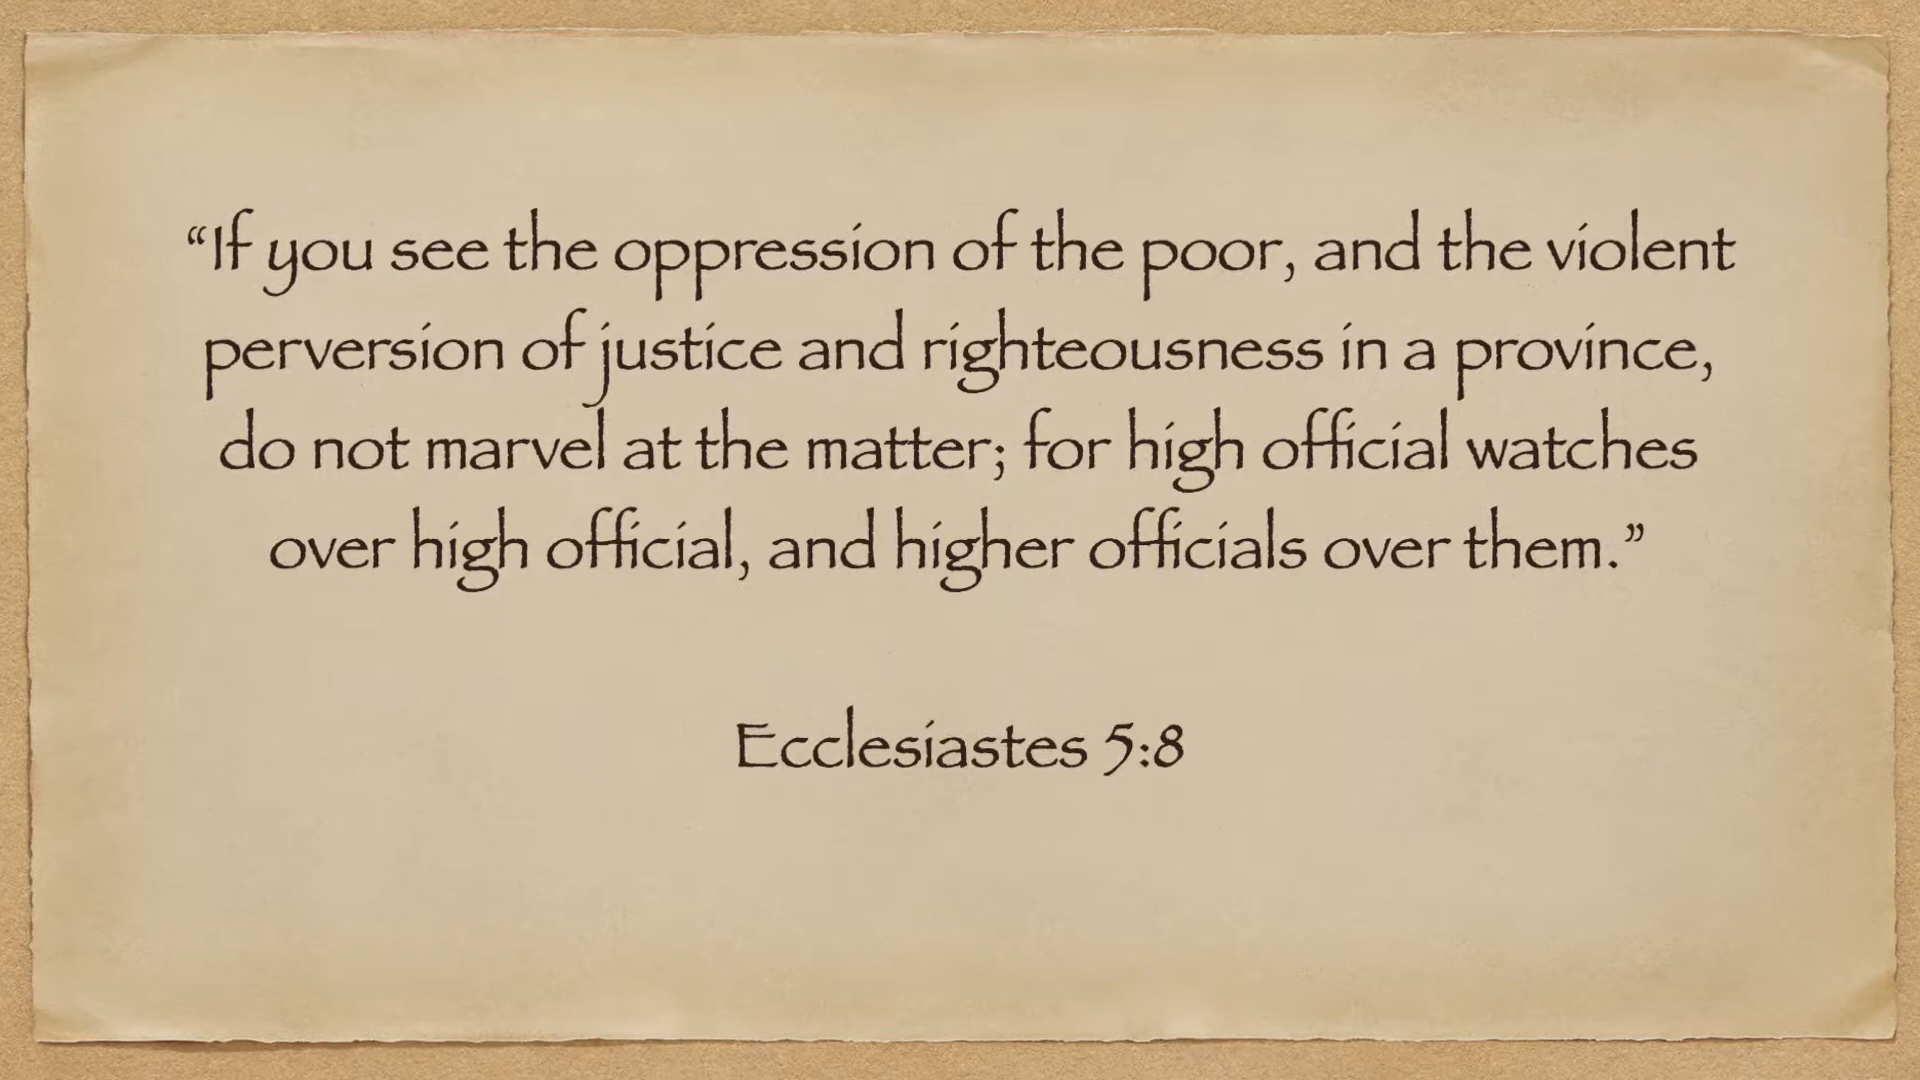 “If you see the oppression of the poor, and the violent
perversion of justice and righteousness in a province,
do not marvel at the matter; for high official watches
over high official, and higher officials over them.”
Ecclesiastes 5:8